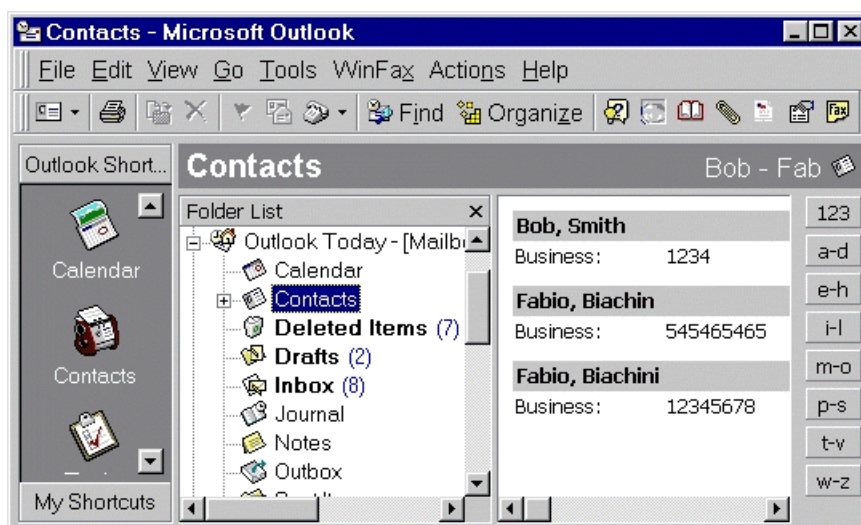 Contacts - Microsoft Outlook
File Edit View Go Tools WinFax Actions Help
Find Organize
Outlook Short...
Contacts
Bob - Fab
Calendar
Contacts
My Shortcuts
Folder List
Outlook Today - [Mailb
Calendar
Contacts
Deleted Items (7)
Drafts (2)
Inbox (8)
Journal
Notes
Outbox
Bob, Smith
Business: 1234
Fabio, Biachin
Business: 545465465
Fabio, Biachini
Business: 12345678
123
a-d
e-h
i-l
m-o
p-s
t-v
w-z